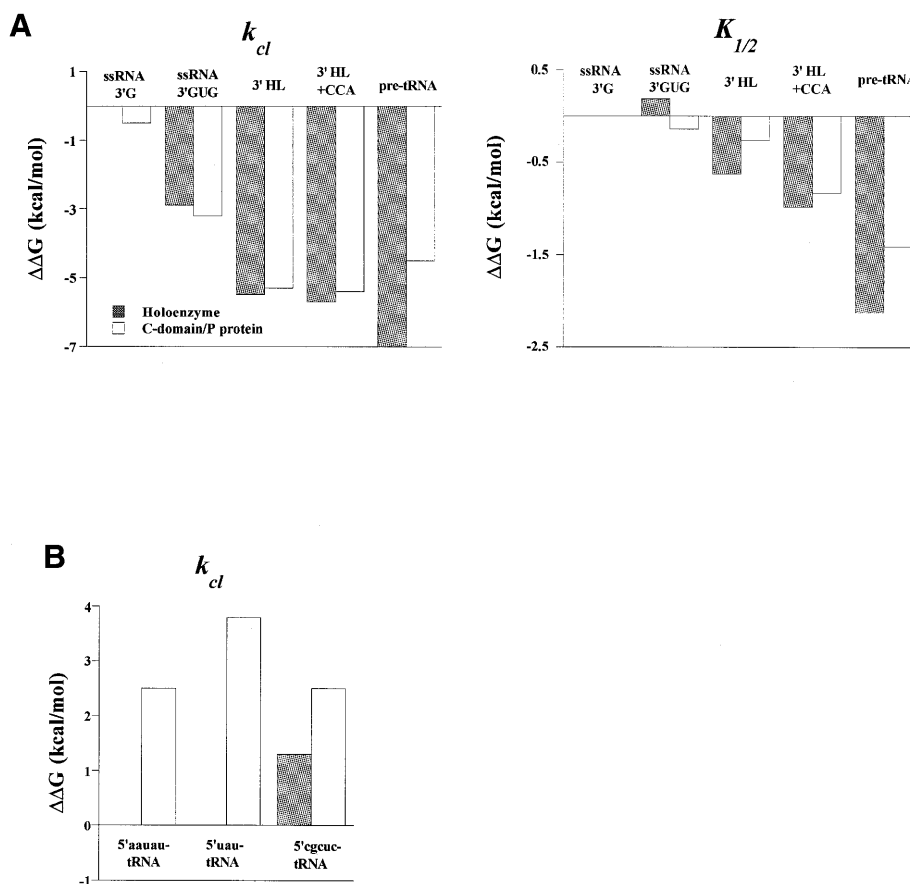 A
k cl
K 1/2
ssRNA 3'G
ssRNA 3'GUG
3' HL
3' HL +CCA
pre-tRNA
1
-1
-3
-5
-7
ΔΔG (kcal/mol)
Holoenzyme
C-domain/P protein
ssRNA 3'G
ssRNA 3'GUG
3' HL
3' HL +CCA
pre-tRNA
0.5
-0.5
-1.5
-2.5
ΔΔG (kcal/mol)
B
k cl
4
3
2
1
0
-1
ΔΔG (kcal/mol)
5'aauau-tRNA
5'uau-tRNA
5'cgcuc-tRNA